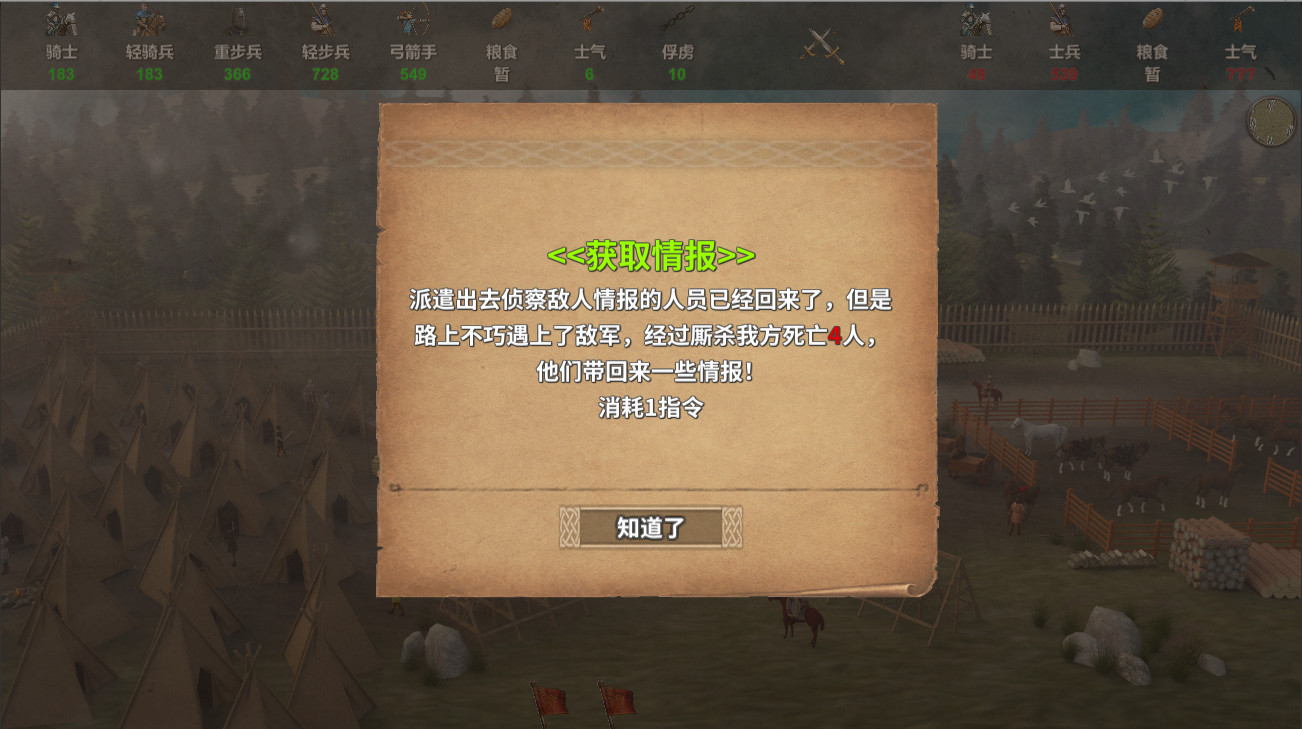 骑士 轻骑兵 重步兵 轻步兵 弓箭手 粮食 士气 俘虏 骑士 士兵 粮食 士气
183 183 366 728 549 暂 6 10 暂 777
<<获取情报>>
派遣出去侦察敌人情报的人员已经回来了，但是
路上不巧遇上了敌军，经过厮杀我方死亡4人，
他们带回来一些情报！
消耗1指令
知道了